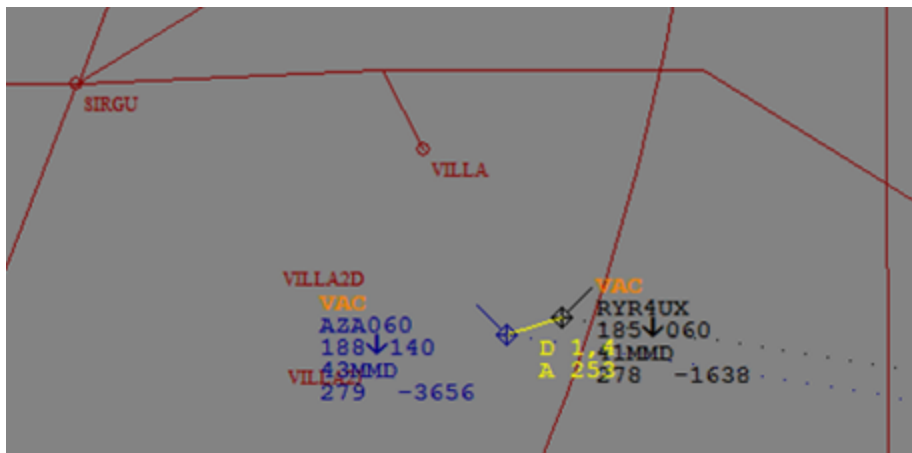 SIRGU
VILLA
VILLA2D
VAC
AZA060
188↓140
43MMD
279 -3656
VAC
RYR4UX
185↓060
41MMD
278 -1638
D 1,4
A 253